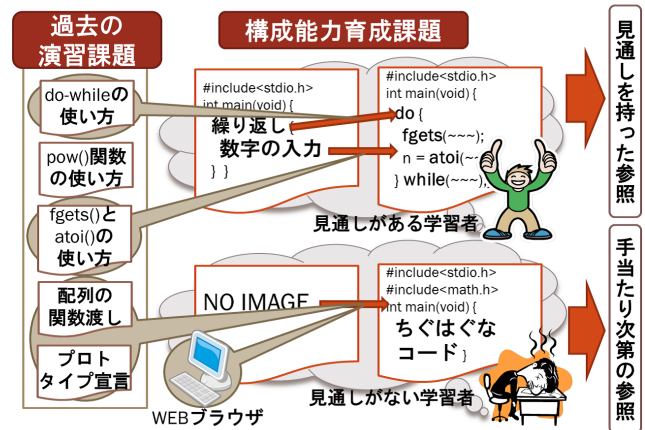 過去の
演習課題
do-whileの
使い方
pow()関数
の使い方
fgets()と
atoi()の
使い方
配列の
関数渡し
プロト
タイプ宣言
構成能力育成課題
#include<stdio.h>
int main(void) {
繰り返し {
数字の入力
} }
#include<stdio.h>
int main(void) {
do {
fgets(~~~);
n = atoi(~~
} while(~~~);
見通しがある学習者
NO IMAGE
#include<stdio.h>
#include<math.h>
int main(void) {
ちぐはぐな
コード }
見通しがない学習者
WEBブラウザ
見通しを持った参照
手当たり次第の参照